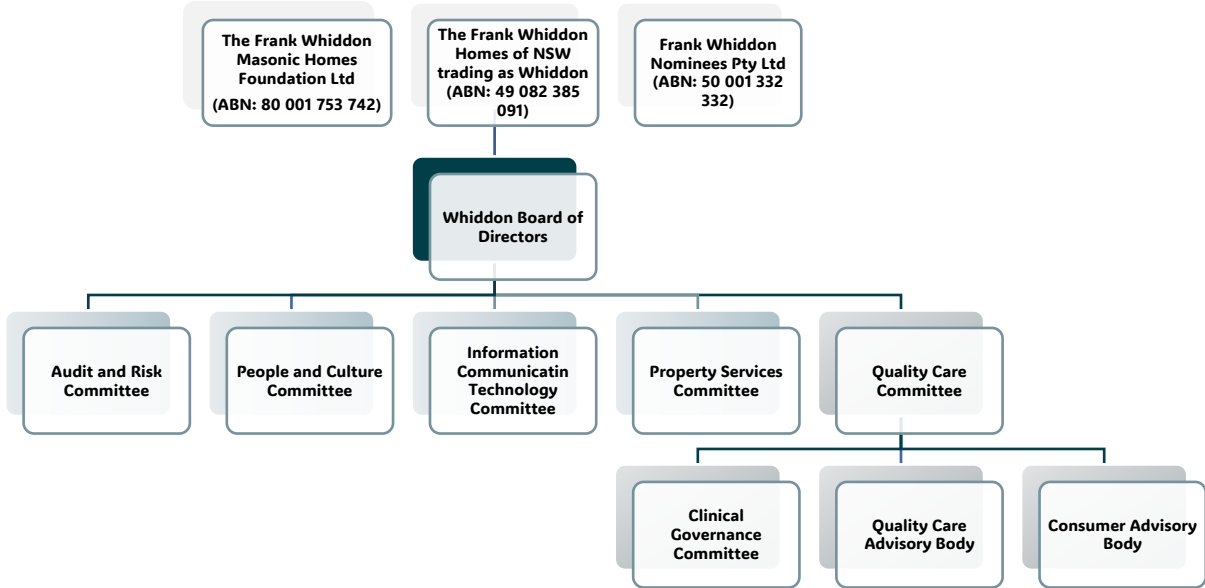 The Frank Whiddon
Masonic Homes
Foundation Ltd
(ABN: 80 001 753 742)
The Frank Whiddon
Homes of NSW
trading as Whiddon
(ABN: 49 082 385
091)
Frank Whiddon
Nominees Pty Ltd
(ABN: 50 001 332
332)
Whiddon Board of
Directors
Audit and Risk
Committee
People and Culture
Committee
Information
Communicatin
Technology
Committee
Property Services
Committee
Quality Care
Committee
Clinical
Governance
Committee
Quality Care
Advisory Body
Consumer Advisory
Body